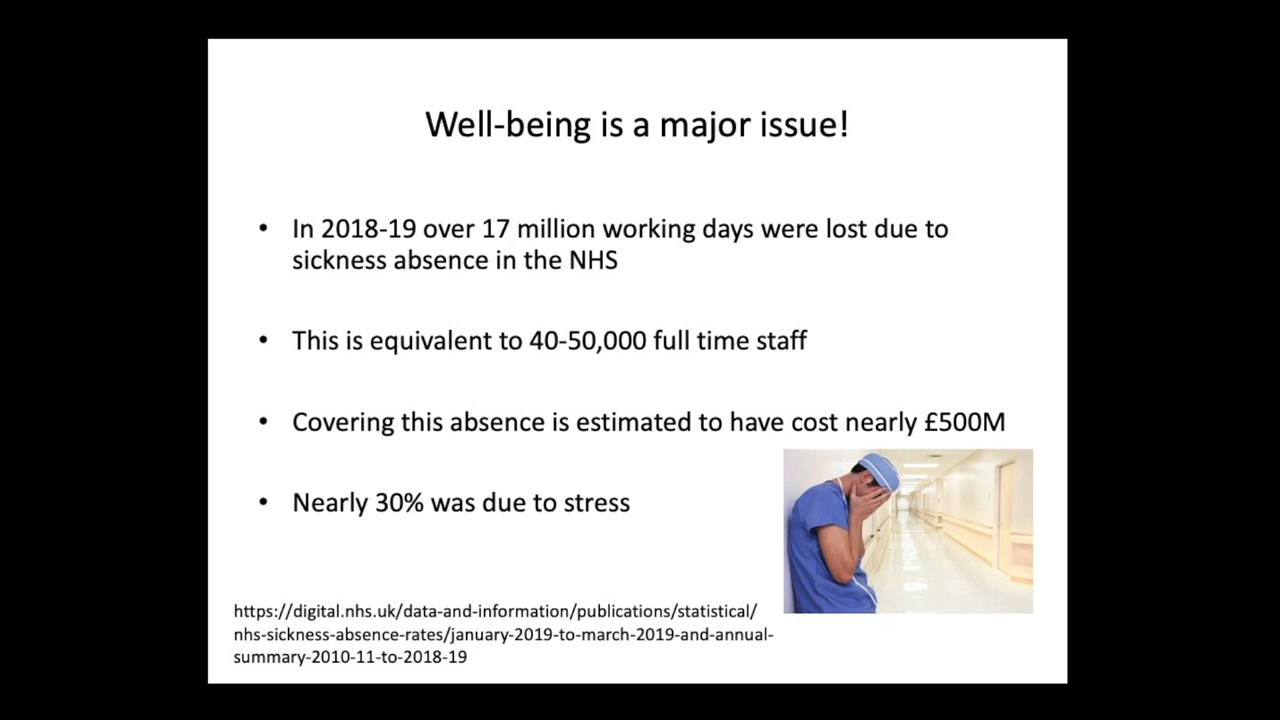 Well-being is a major issue!
• In 2018-19 over 17 million working days were lost due to
sickness absence in the NHS
• This is equivalent to 40-50,000 full time staff
• Covering this absence is estimated to have cost nearly £500M
• Nearly 30% was due to stress
https://digital.nhs.uk/data-and-information/publications/statistical/
nhs-sickness-absence-rates/january-2019-to-march-2019-and-annual-
summary-2010-11-to-2018-19